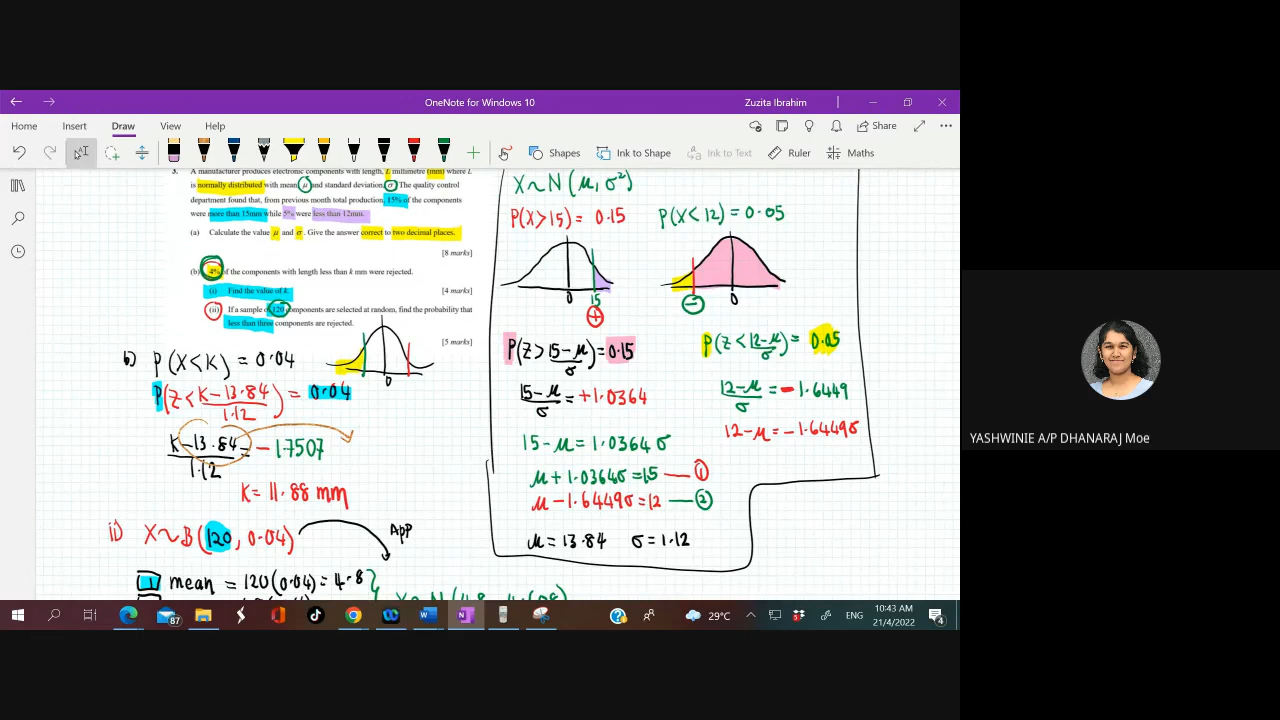 OneNote for Windows 10
Zuzita Ibrahim
Home Insert Draw View Help
Share
Shapes Ink to Shape Ink to Text Ruler Maths
3. A manufacturer produces electronic components with length, L millimetre (mm) where L
is normally distributed with mean, μ and standard deviation, σ. The quality control
department found that, from previous month total production, 15% of the components
were more than 15mm while 5% were less than 12mm.
(a) Calculate the value μ and σ. Give the answer correct to two decimal places.
[8 marks]
(b) 4% of the components with length less than k mm were rejected.
(i) Find the value of k.
[4 marks]
(ii) If a sample of 120 components are selected at random, find the probability that
less than three components are rejected.
[5 marks]
0
b) P(X<K) = 0.04
P(Z < K-13.84/1.12) = 0.04
K-13.84/1.12 = -1.7507
K = 11.88 mm
ii) X~B(120, 0.04)
APP
1 mean = 120(0.04) = 4.8
X~N(μ, σ²)
P(X>15) = 0.15
0 15
+
P(Z > 15-μ/σ) = 0.15
15-μ/σ = +1.0364
15-μ = 1.0364σ
μ + 1.0364σ = 15 — ①
μ - 1.6449σ = 12 — ②
μ = 13.84 σ = 1.12
P(X<12) = 0.05
- 0
P(Z < 12-μ/σ) = 0.05
12-μ/σ = -1.6449
12-μ = -1.6449σ
YASHWINIE A/P DHANARAJ Moe
87
29°C
ENG
10:43 AM
21/4/2022
4